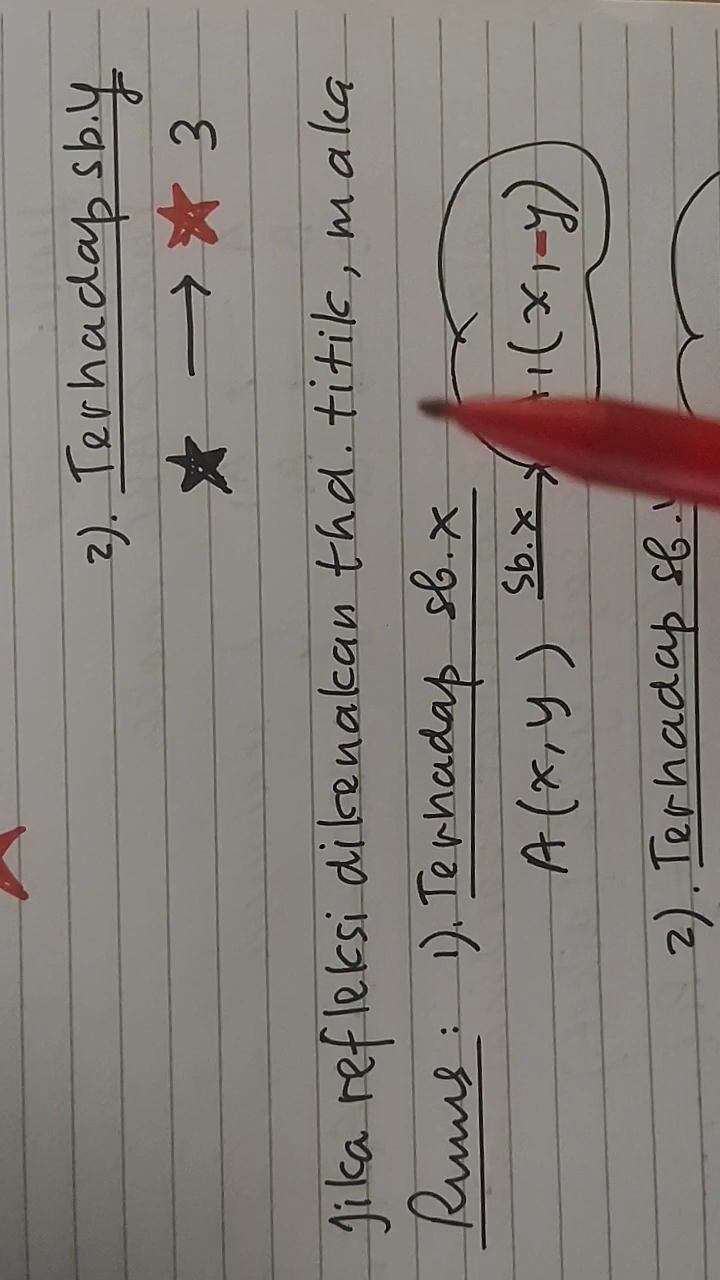 2). Terhadap sb.y
★ → ★ 3
Jika refleksi dikenakan thd. titik, maka
Rumus : 1). Terhadap sb.x
A(x,y) sb.x → '(x,-y)
2). Terhadap sb.